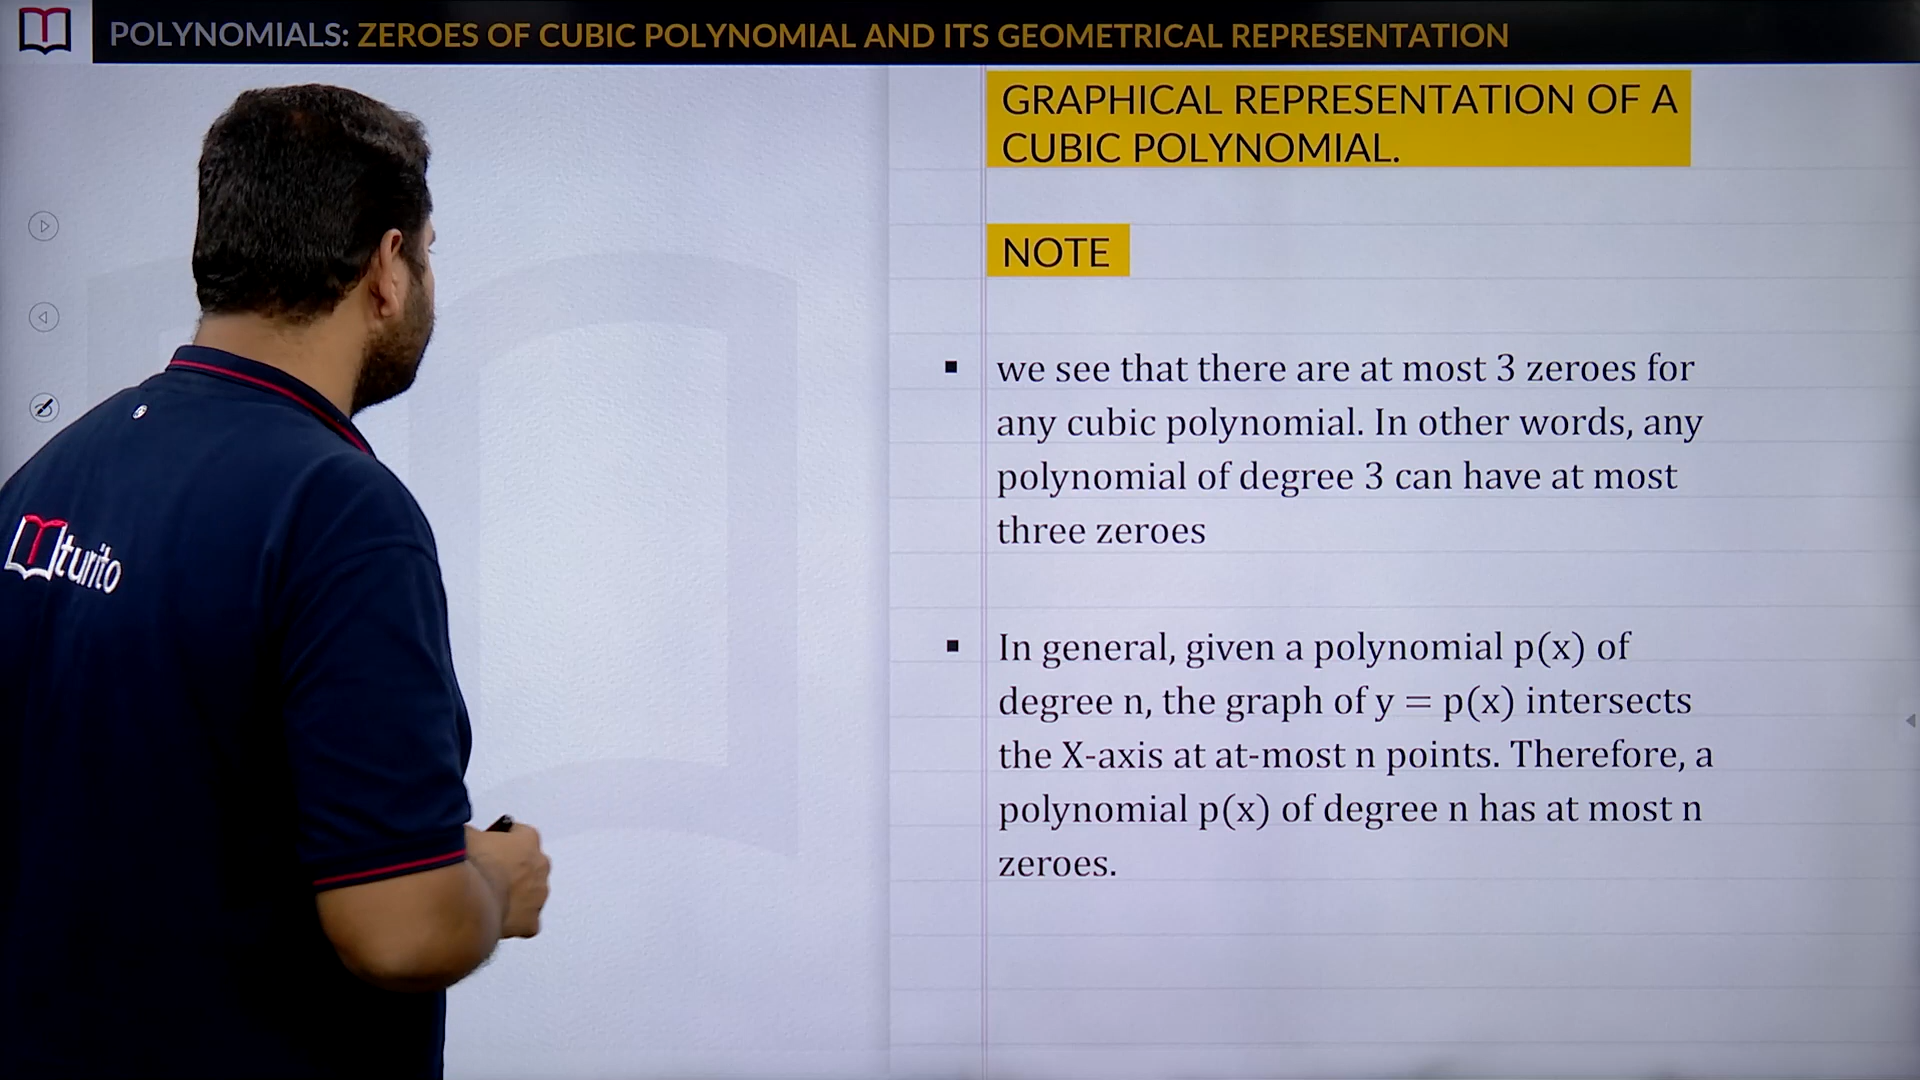 POLYNOMIALS: ZEROES OF CUBIC POLYNOMIAL AND ITS GEOMETRICAL REPRESENTATION
GRAPHICAL REPRESENTATION OF A
CUBIC POLYNOMIAL.
NOTE
▪ we see that there are at most 3 zeroes for
any cubic polynomial. In other words, any
polynomial of degree 3 can have at most
three zeroes
▪ In general, given a polynomial p(x) of
degree n, the graph of y = p(x) intersects
the X-axis at at-most n points. Therefore, a
polynomial p(x) of degree n has at most n
zeroes.
turito